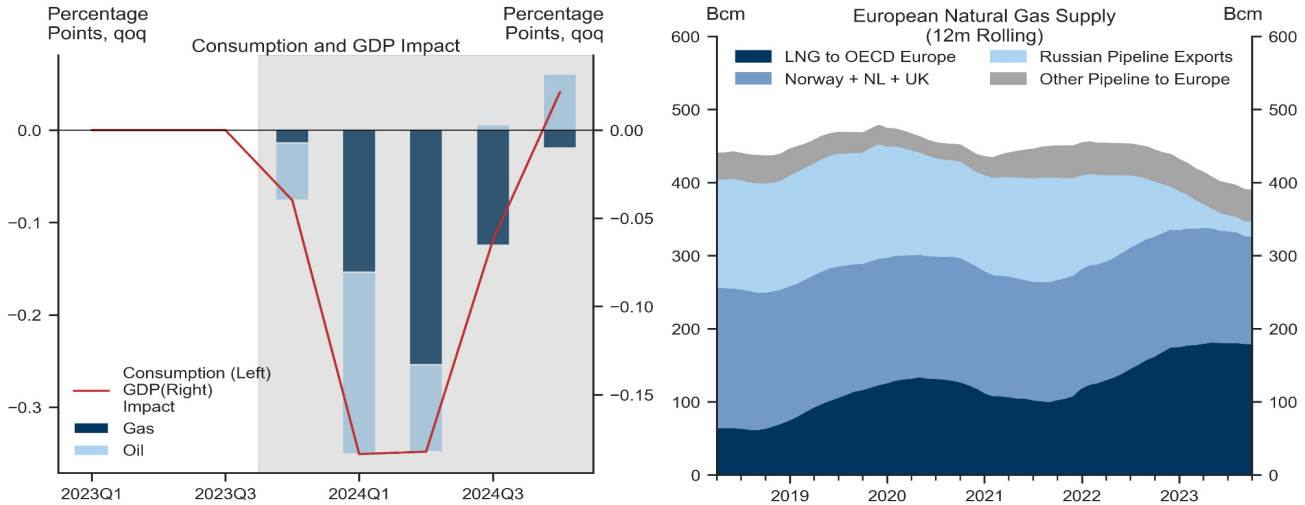 Percentage
Points, qoq
Percentage
Points, qoq
Consumption and GDP Impact
0.0
−0.1
−0.2
−0.3
0.00
−0.05
−0.10
−0.15
Consumption (Left)
GDP(Right)
Impact
Gas
Oil
2023Q1
2023Q3
2024Q1
2024Q3
Bcm
European Natural Gas Supply
(12m Rolling)
Bcm
LNG to OECD Europe
Russian Pipeline Exports
Norway + NL + UK
Other Pipeline to Europe
600
500
400
300
200
100
0
600
500
400
300
200
100
0
2019
2020
2021
2022
2023